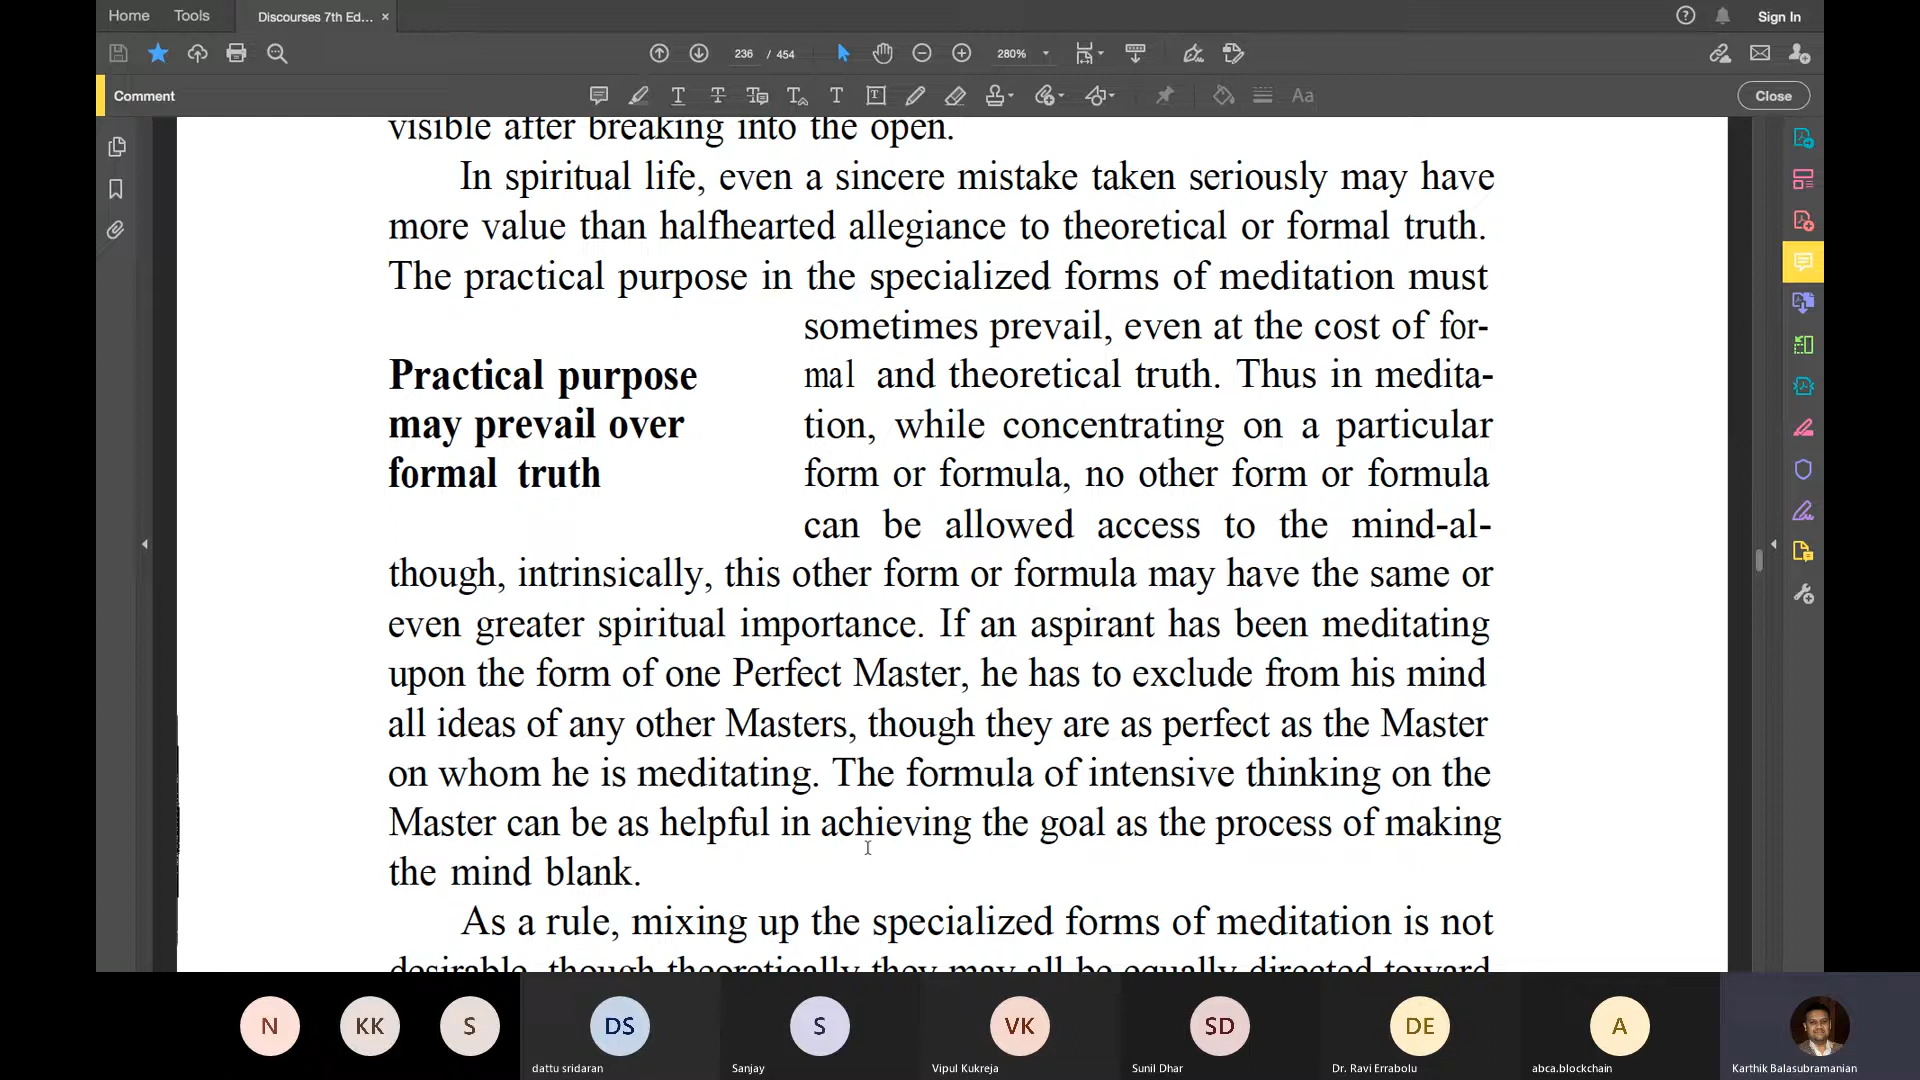 Home Tools Discourses 7th Ed... × Sign In
236 / 454 280%
Comment Close
visible after breaking into the open.
In spiritual life, even a sincere mistake taken seriously may have
more value than halfhearted allegiance to theoretical or formal truth.
The practical purpose in the specialized forms of meditation must
sometimes prevail, even at the cost of for-
mal and theoretical truth. Thus in medita-
tion, while concentrating on a particular
form or formula, no other form or formula
can be allowed access to the mind-al-
Practical purpose
may prevail over
formal truth
though, intrinsically, this other form or formula may have the same or
even greater spiritual importance. If an aspirant has been meditating
upon the form of one Perfect Master, he has to exclude from his mind
all ideas of any other Masters, though they are as perfect as the Master
on whom he is meditating. The formula of intensive thinking on the
Master can be as helpful in achieving the goal as the process of making
the mind blank.
As a rule, mixing up the specialized forms of meditation is not
desirable, though theoretically they may all be equally directed toward
N KK S DS S VK SD DE A
dattu sridaran Sanjay Vipul Kukreja Sunil Dhar Dr. Ravi Errabolu abca.blockchain Karthik Balasubramanian